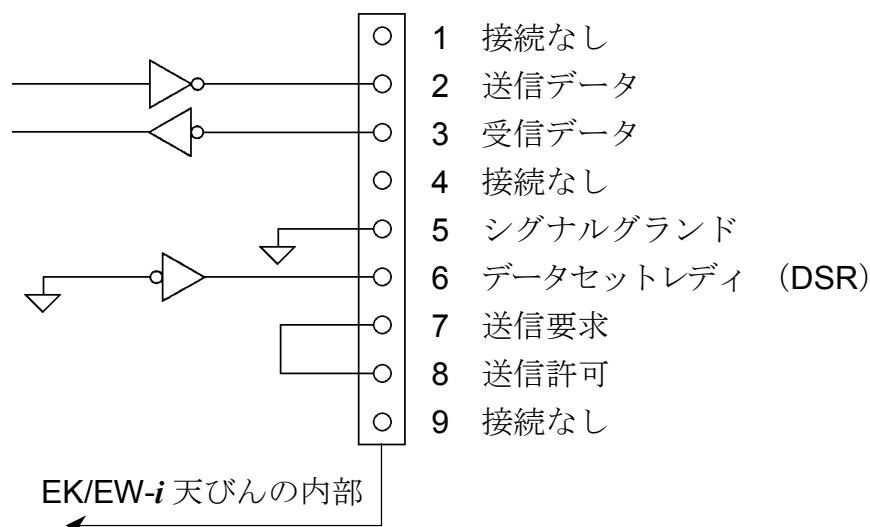 1 接続なし
2 送信データ
3 受信データ
4 接続なし
5 シグナルグランド
6 データセットレディ (DSR)
7 送信要求
8 送信許可
9 接続なし
EK/EW-i 天びんの内部